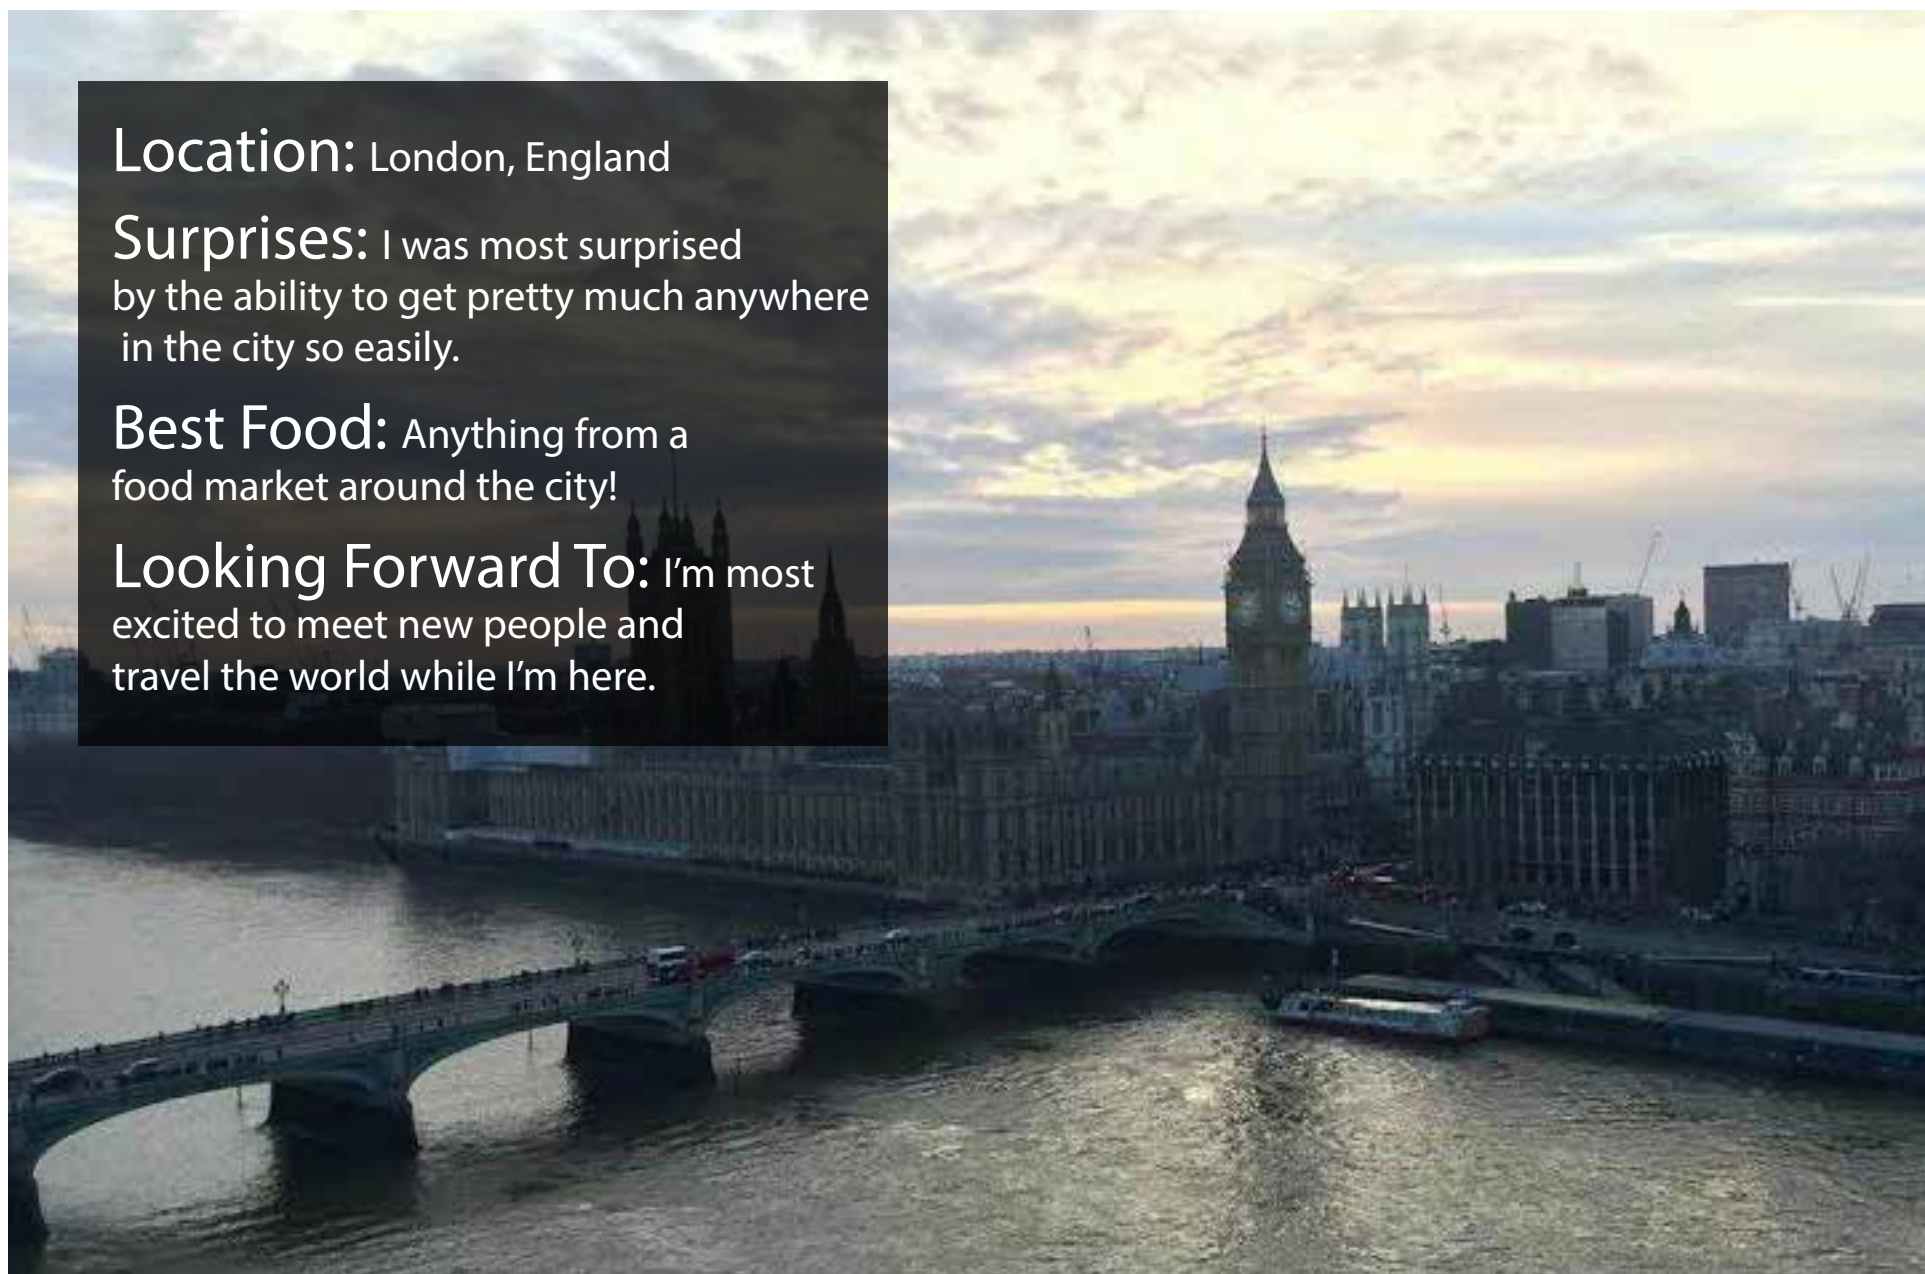 Location: London, England
Surprises: I was most surprised
by the ability to get pretty much anywhere
in the city so easily.
Best Food: Anything from a
food market around the city!
Looking Forward To: I'm most
excited to meet new people and
travel the world while I'm here.